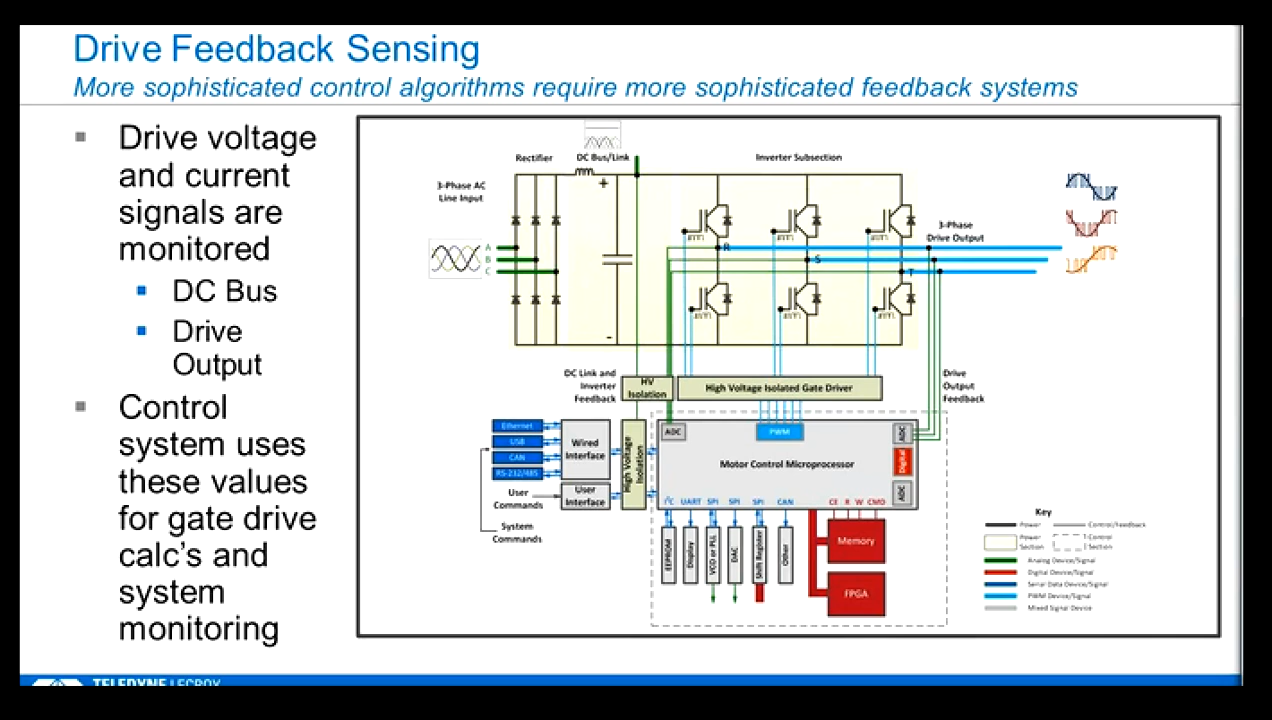 Drive Feedback Sensing
More sophisticated control algorithms require more sophisticated feedback systems
▪ Drive voltage
and current
signals are
monitored
▪ DC Bus
▪ Drive
Output
▪ Control
system uses
these values
for gate drive
calc's and
system
monitoring
Rectifier
DC Bus/Link
Inverter Subsection
3-Phase AC
Line Input
+
-
A
B
C
R
S
T
3-Phase
Drive Output
DC Link and
Inverter
Feedback
HV
Isolation
High Voltage Isolated Gate Driver
Drive
Output
Feedback
Ethernet
USB
CAN
RS-232/485
Wired
Interface
User
Interface
High Voltage
Isolation
User
Commands
System
Commands
ADC
PWM
ADC
Digital
ADC
Motor Control Microprocessor
I²C UART SPI SPI SPI CAN CE R W CMD
EEPROM
Display
VCO or PLL
DAC
Shift Register
Other
Memory
FPGA
Key
Power
Control/Feedback
Power
Section
Control
Section
Analog Device/Signal
Digital Device/Signal
Serial Data Device/Signal
PWM Device/Signal
Mixed Signal Device
TELEDYNE LECROY